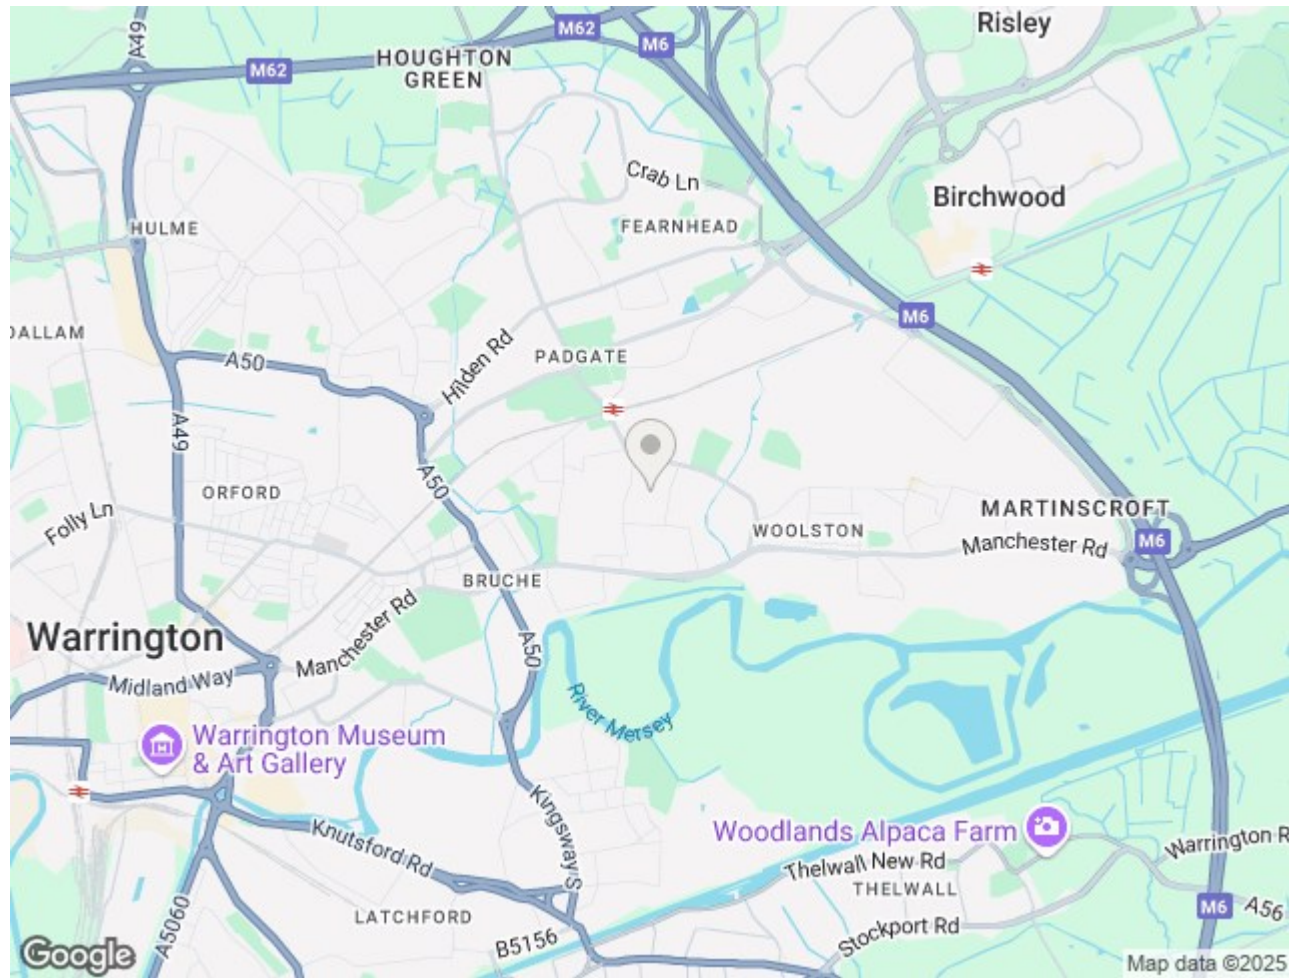 Risley
A49
M62
M6
HOUGHTON
GREEN
M62
Crab Ln
Birchwood
FEARNHEAD
HULME
M6
DALLAM
Hilden Rd
PADGATE
A50
A49
A50
ORFORD
Folly Ln
MARTINSCROFT
WOOLSTON
Manchester Rd
M6
BRUCHE
Manchester Rd
Warrington
A50
Midland Way
River Mersey
Warrington Museum
& Art Gallery
Kingsway S
Knutsford Rd
Woodlands Alpaca Farm
Warrington R
Thelwall New Rd
THELWALL
LATCHFORD
A5060
M6
A56
Stockport Rd
B5156
Google
Map data ©2025